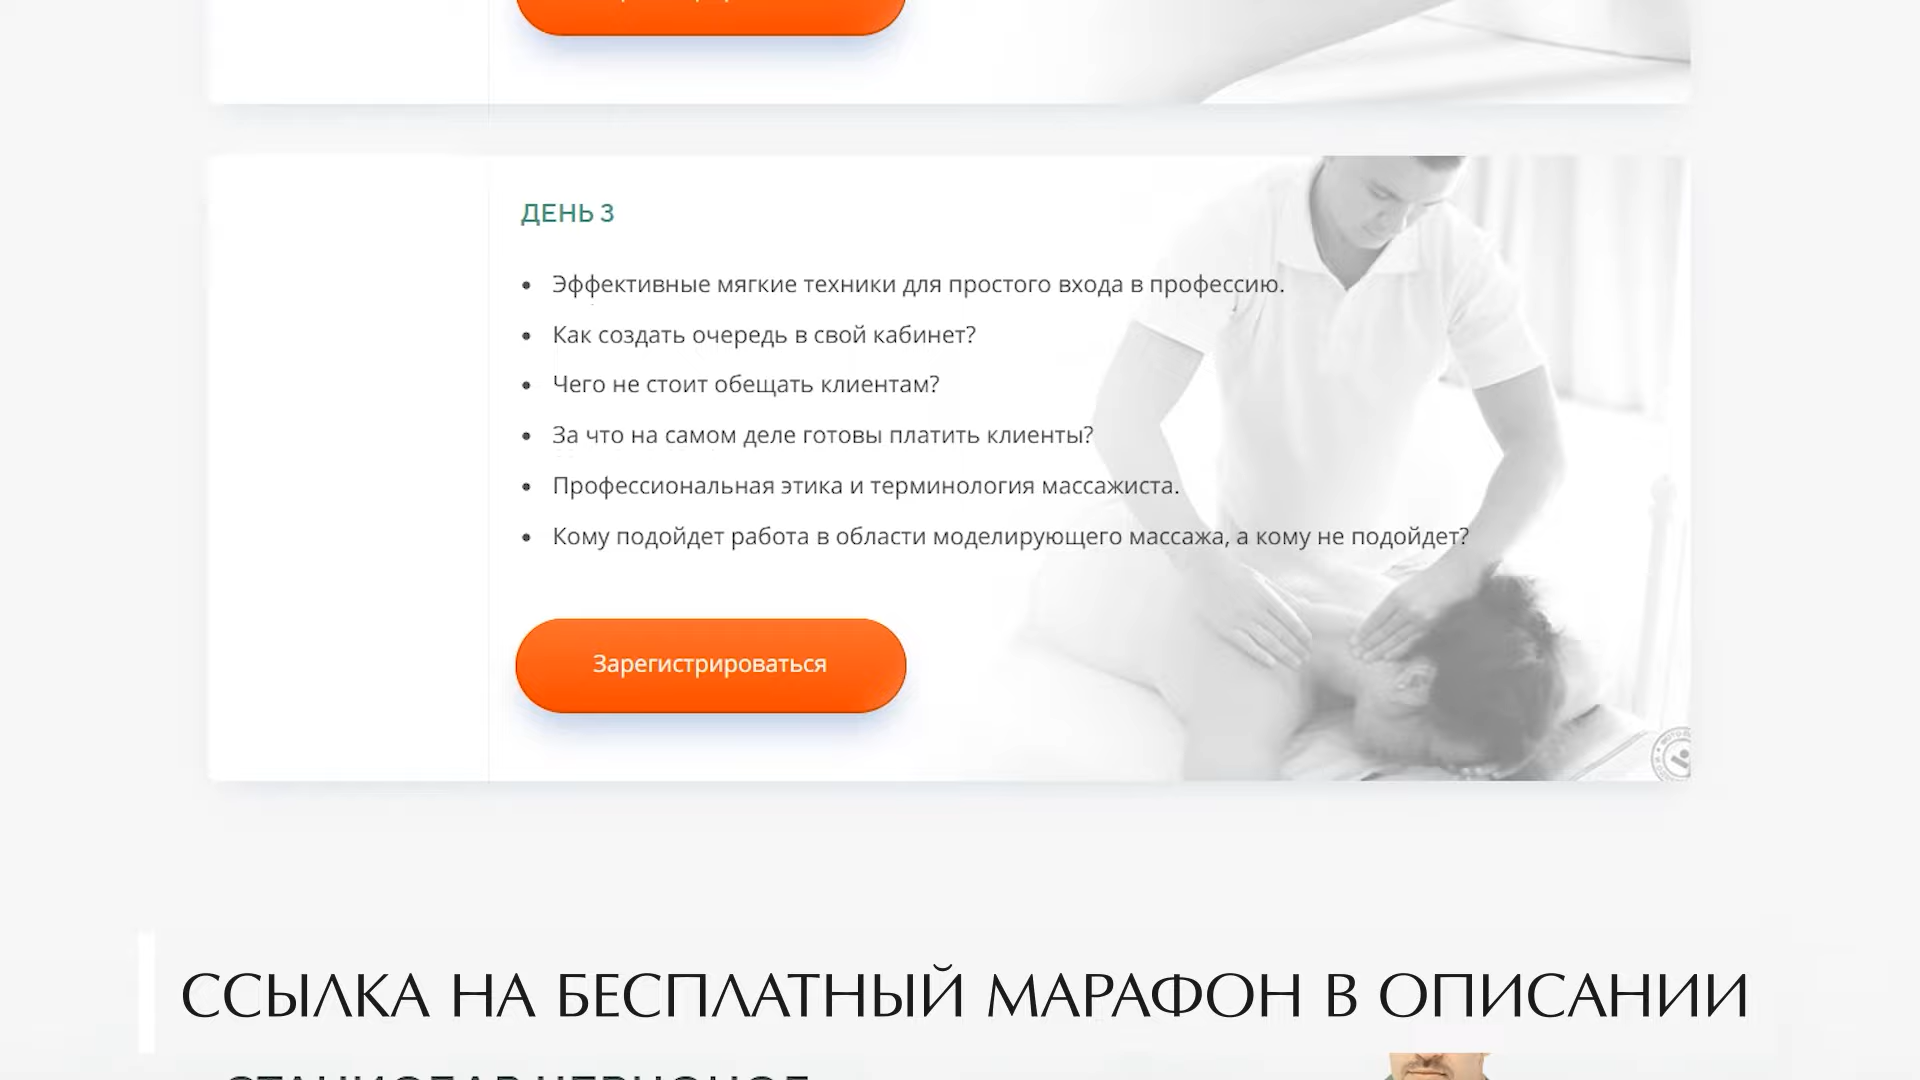 ДЕНЬ 3
• Эффективные мягкие техники для простого входа в профессию.
• Как создать очередь в свой кабинет?
• Чего не стоит обещать клиентам?
• За что на самом деле готовы платить клиенты?
• Профессиональная этика и терминология массажиста.
• Кому подойдет работа в области моделирующего массажа, а кому не подойдет?
Зарегистрироваться
ССЫЛКА НА БЕСПЛАТНЫЙ МАРАФОН В ОПИСАНИИ